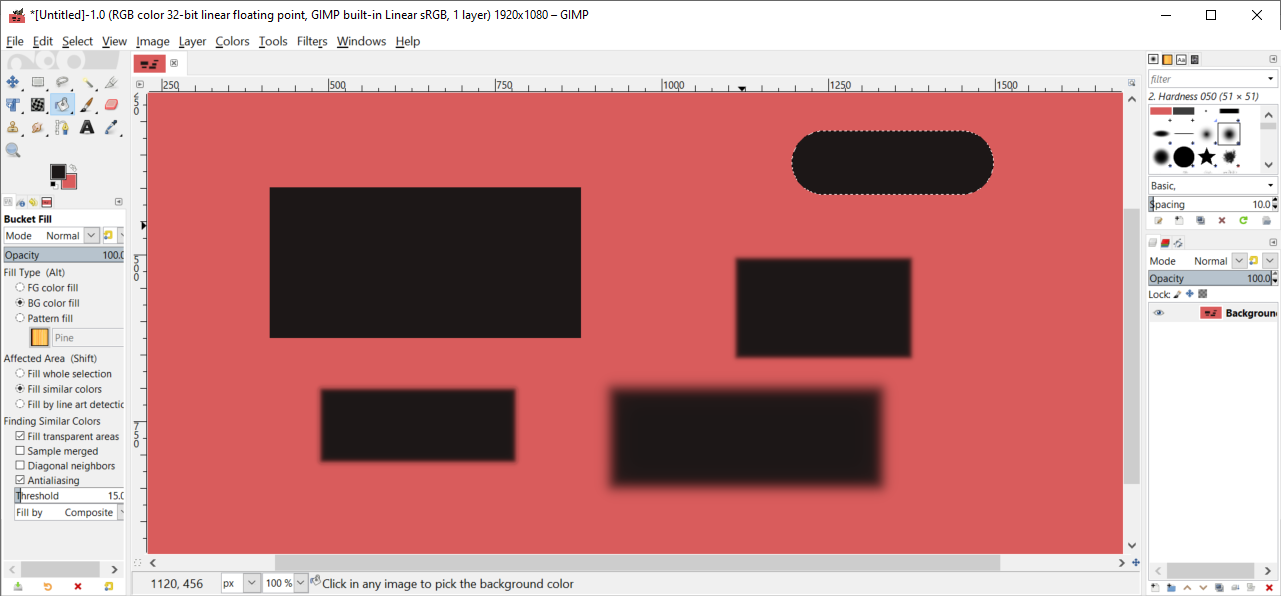 *[Untitled]-1.0 (RGB color 32-bit linear floating point, GIMP built-in Linear sRGB, 1 layer) 1920x1080 – GIMP
File Edit Select View Image Layer Colors Tools Filters Windows Help
250 500 750 1000 1250 1500
500
750
Bucket Fill
Mode Normal
Opacity 100.0
Fill Type (Alt)
FG color fill
BG color fill
Pattern fill
Pine
Affected Area (Shift)
Fill whole selection
Fill similar colors
Fill by line art detectio
Finding Similar Colors
Fill transparent areas
Sample merged
Diagonal neighbors
Antialiasing
Threshold 15.0
Fill by Composite
1120, 456 px 100 % Click in any image to pick the background color
filter
2. Hardness 050 (51 × 51)
Basic,
Spacing 10.0
Mode Normal
Opacity 100.0
Lock:
Backgroun